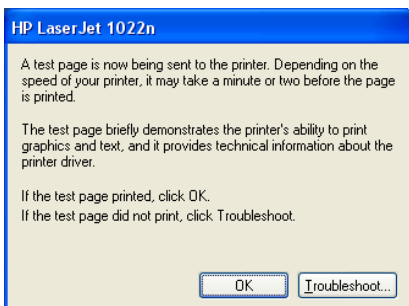 HP LaserJet 1022n
A test page is now being sent to the printer. Depending on the
speed of your printer, it may take a minute or two before the page
is printed.
The test page briefly demonstrates the printer's ability to print
graphics and text, and it provides technical information about the
printer driver.
If the test page printed, click OK.
If the test page did not print, click Troubleshoot.
OK
Troubleshoot...